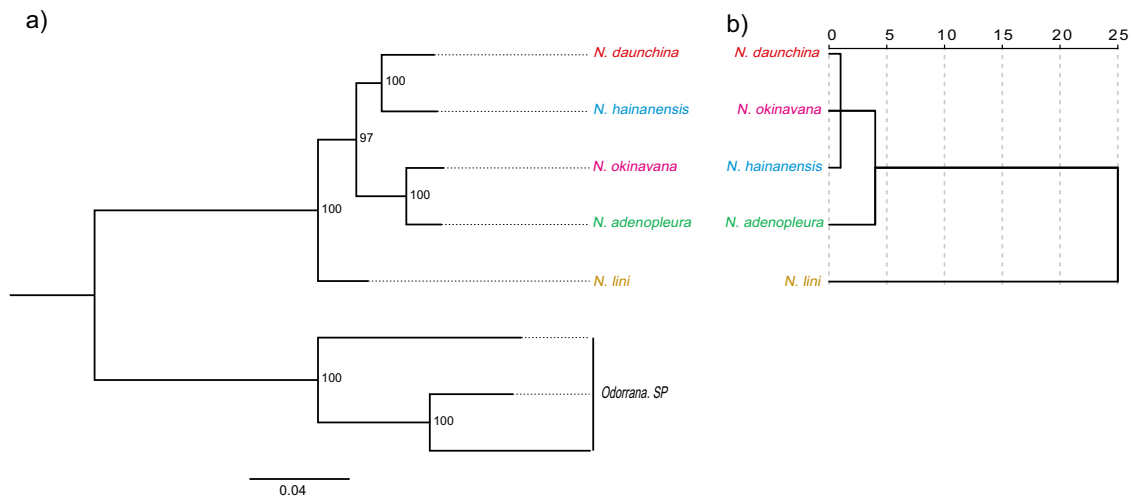 a)
N. daunchina
100
N. hainanensis
97
N. okinavana
100
100
N. adenopleura
N. lini
100
Odorrana. SP
100
0.04
b)
0 5 10 15 20 25
N. daunchina
N. okinavana
N. hainanensis
N. adenopleura
N. lini